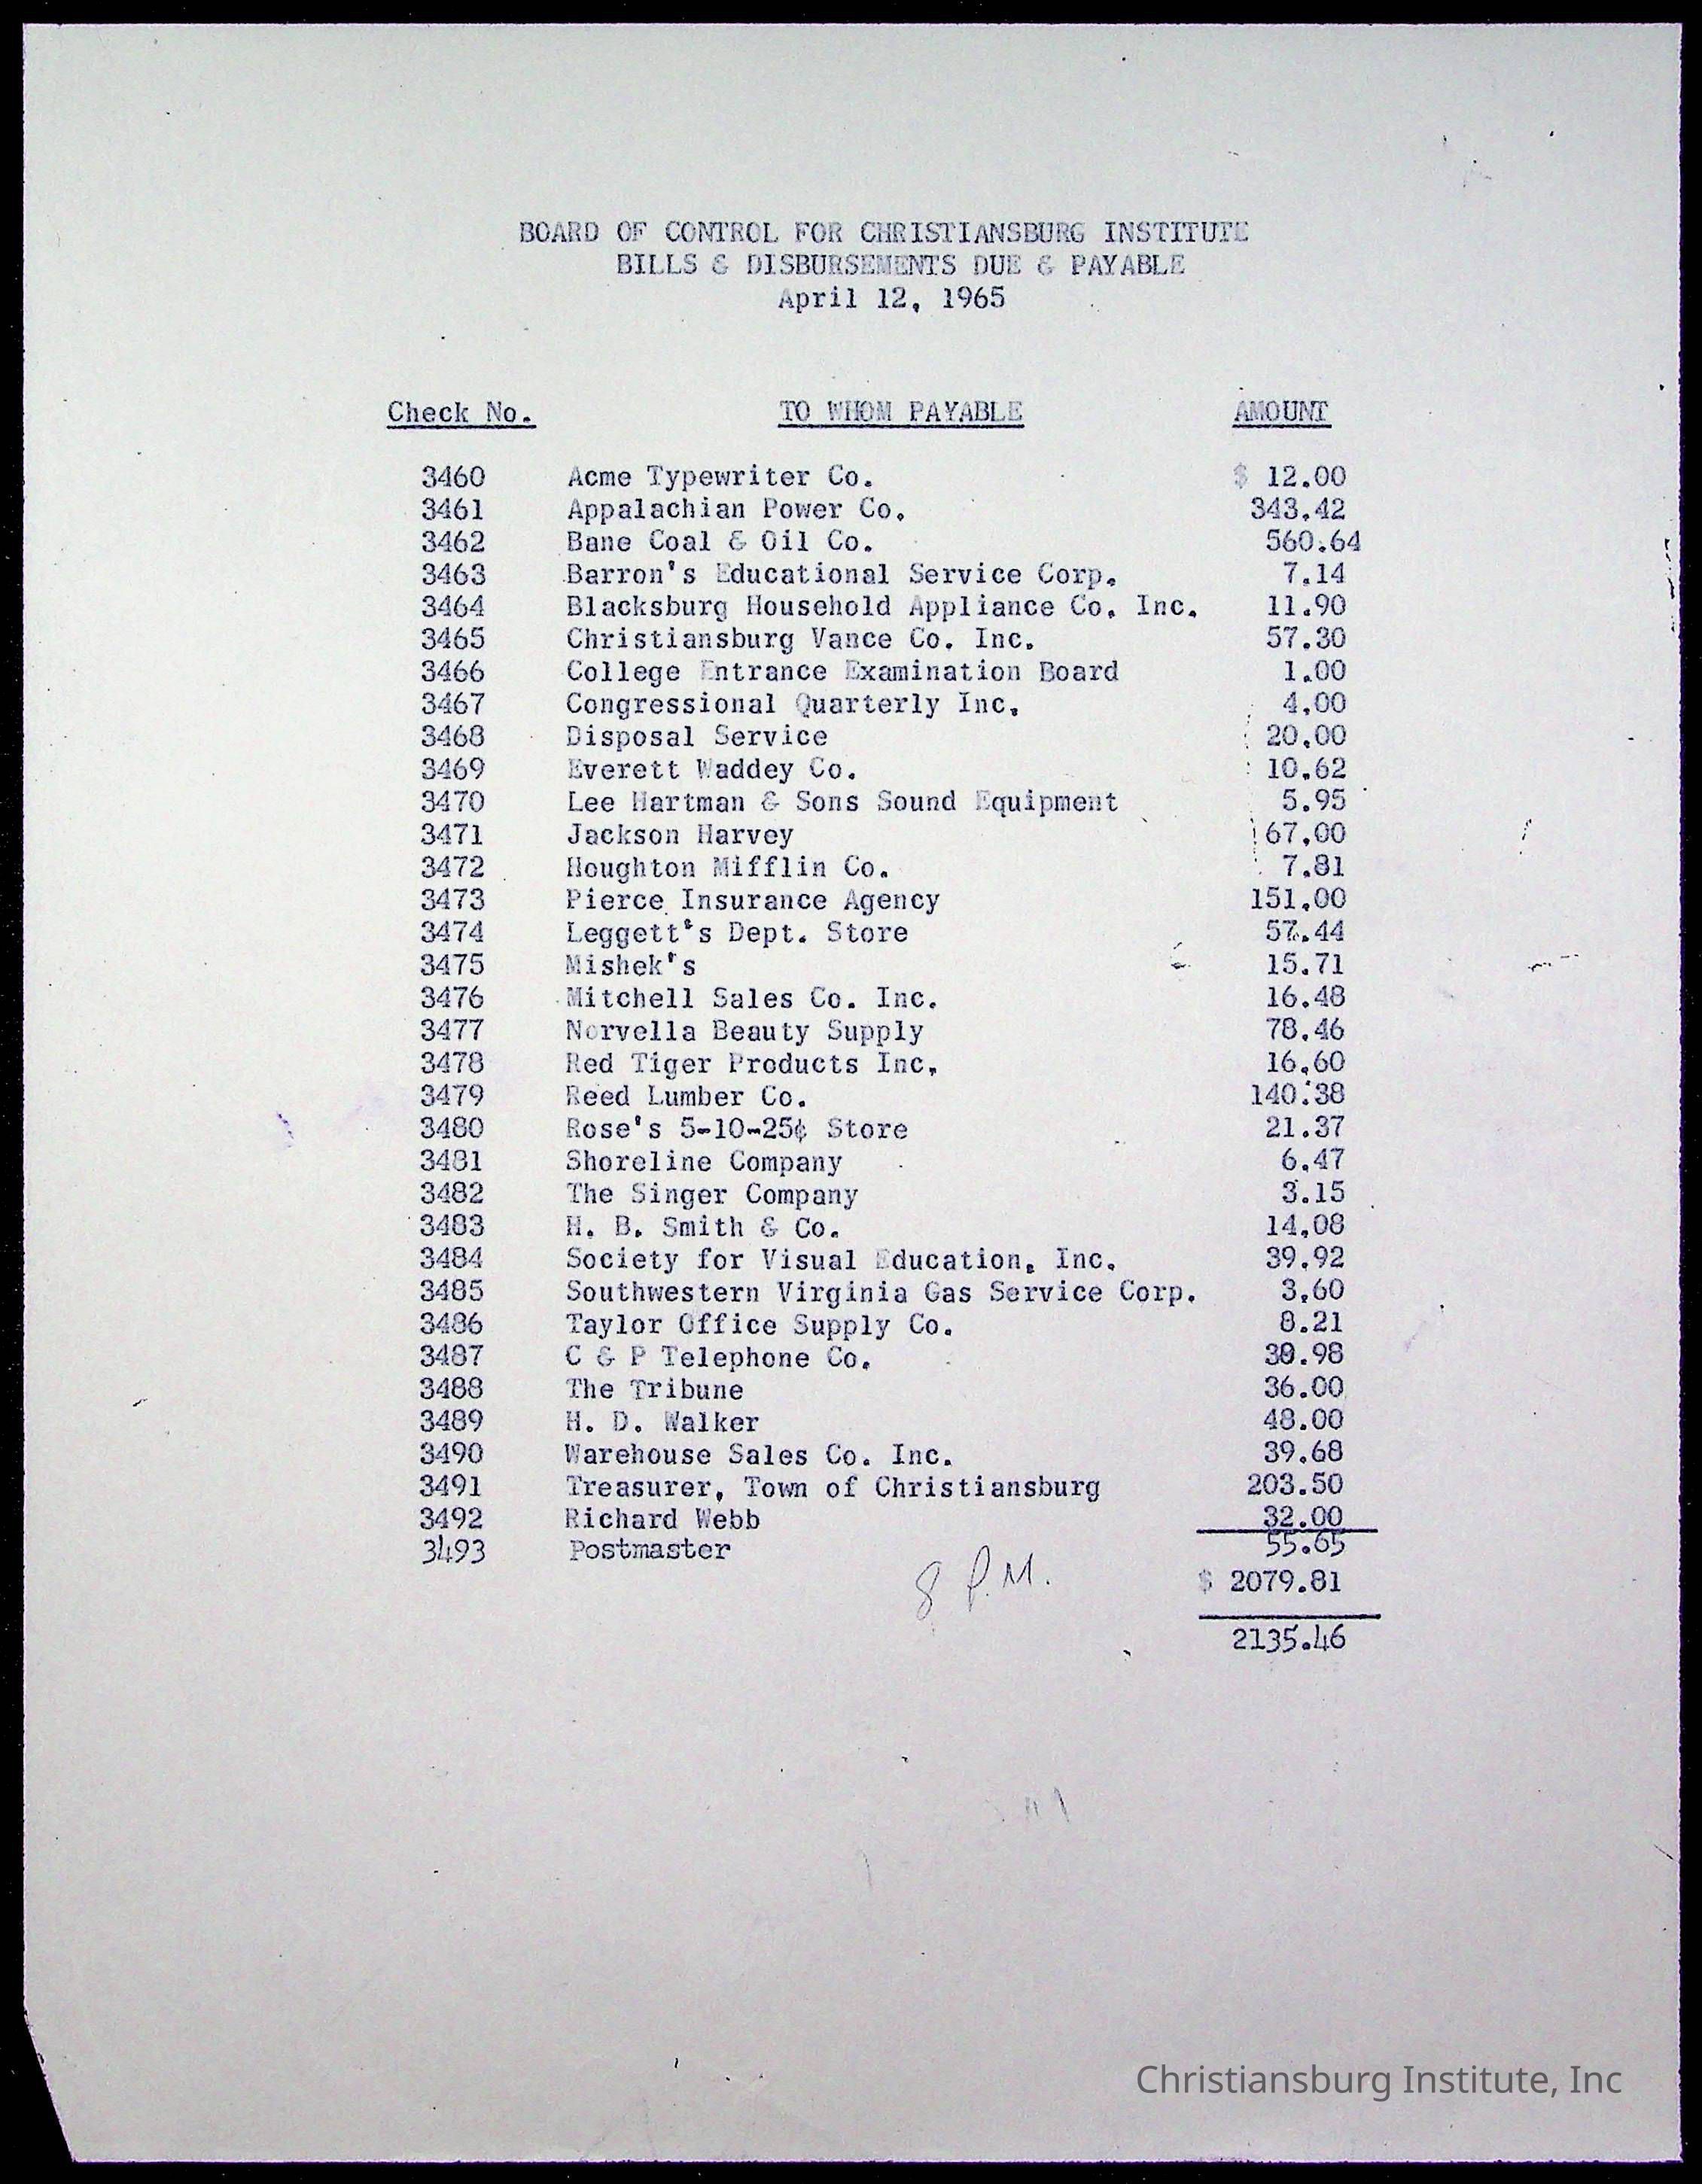 BOARD OF CONTROL FOR CHRISTIANSBURG INSTITUTE
BILLS & DISBURSEMENTS DUE & PAYABLE
April 12, 1965
Check No. TO WHOM PAYABLE AMOUNT
3460 Acme Typewriter Co. $ 12.00
3461 Appalachian Power Co. 343.42
3462 Bane Coal & Oil Co. 560.64
3463 Barron's Educational Service Corp. 7.14
3464 Blacksburg Household Appliance Co. Inc. 11.90
3465 Christiansburg Vance Co. Inc. 57.30
3466 College Entrance Examination Board 1.00
3467 Congressional Quarterly Inc. 4.00
3468 Disposal Service 20.00
3469 Everett Waddey Co. 10.62
3470 Lee Hartman & Sons Sound Equipment 5.95
3471 Jackson Harvey 67.00
3472 Houghton Mifflin Co. 7.81
3473 Pierce Insurance Agency 151.00
3474 Leggett's Dept. Store 57.44
3475 Mishek's 15.71
3476 Mitchell Sales Co. Inc. 16.48
3477 Norvella Beauty Supply 78.46
3478 Red Tiger Products Inc. 16.60
3479 Reed Lumber Co. 140.38
3480 Rose's 5-10-25¢ Store 21.37
3481 Shoreline Company 6.47
3482 The Singer Company 3.15
3483 H. B. Smith & Co. 14.08
3484 Society for Visual Education, Inc. 39.92
3485 Southwestern Virginia Gas Service Corp. 3.60
3486 Taylor Office Supply Co. 8.21
3487 C & P Telephone Co. 38.98
3488 The Tribune 36.00
3489 H. D. Walker 48.00
3490 Warehouse Sales Co. Inc. 39.68
3491 Treasurer, Town of Christiansburg 203.50
3492 Richard Webb 32.00
3493 Postmaster 55.65
8 P.M. $ 2079.81
2135.46
Christiansburg Institute, Inc